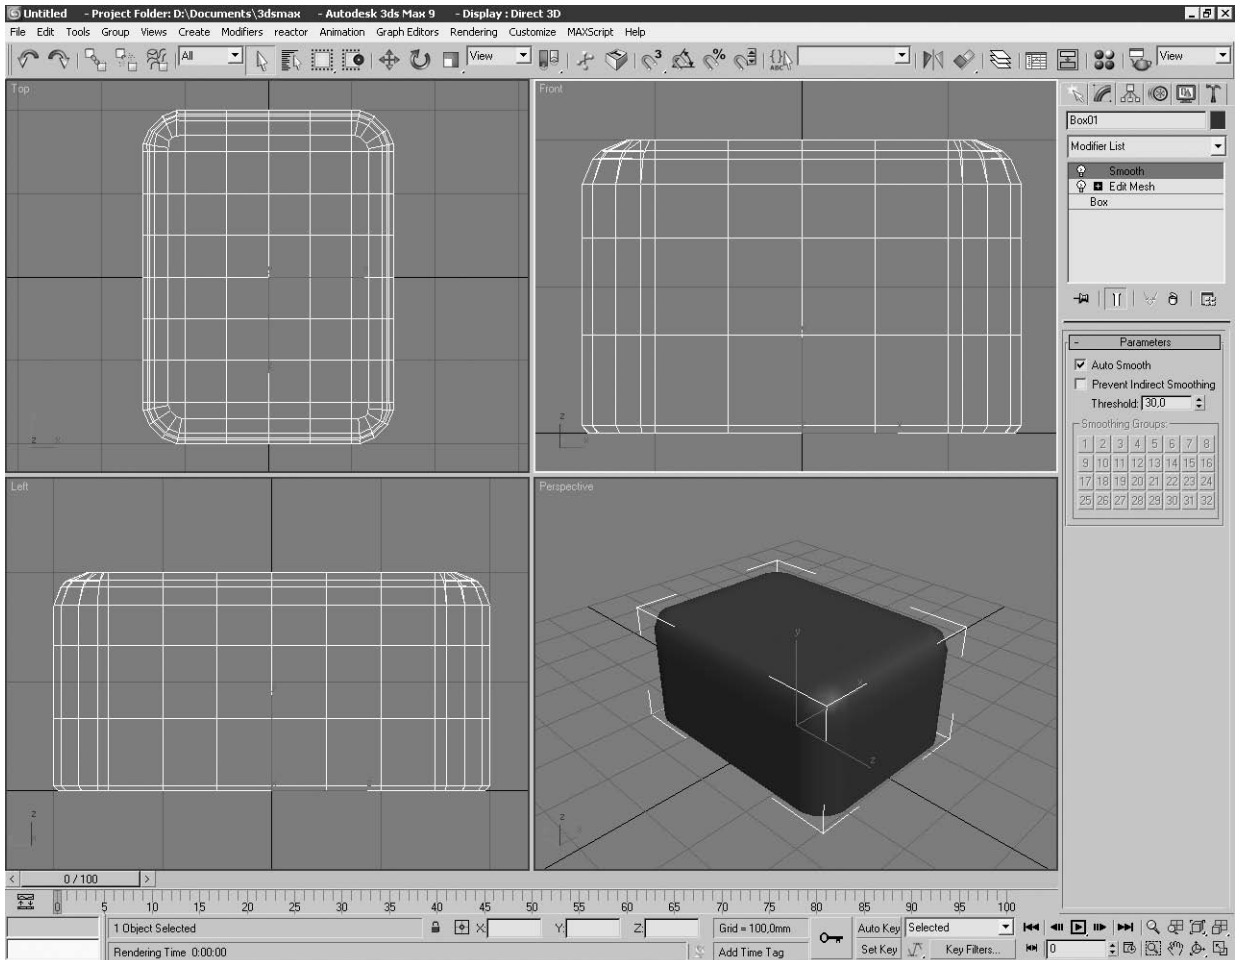 Untitled - Project Folder: D:\Documents\3dsmax - Autodesk 3ds Max 9 - Display : Direct 3D
File Edit Tools Group Views Create Modifiers reactor Animation Graph Editors Rendering Customize MAXScript Help
All View View
Top
Front
Box01
Modifier List
Smooth
Edit Mesh
Box
Parameters
Auto Smooth
Prevent Indirect Smoothing
Threshold: 30,0
Smoothing Groups:
1 2 3 4 5 6 7 8
9 10 11 12 13 14 15 16
17 18 19 20 21 22 23 24
25 26 27 28 29 30 31 32
Left
Perspective
y
x
z
z
z
z
z
0 / 100
0 5 10 15 20 25 30 35 40 45 50 55 60 65 70 75 80 85 90 95 100
1 Object Selected X: Y: Z: Grid = 100,0mm Auto Key Selected
Rendering Time 0:00:00 Add Time Tag Set Key Key Filters... 0